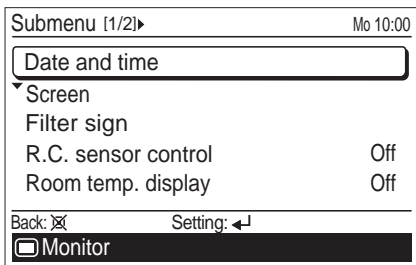 Submenu [1/2]▸ Mo 10:00
Date and time
Screen
Filter sign
R.C. sensor control Off
Room temp. display Off
Back: Setting: ↵
Monitor